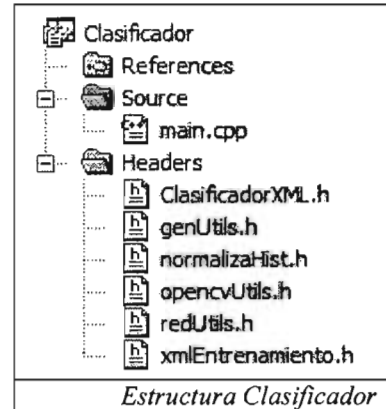 Clasificador
References
Source
main.cpp
Headers
ClasificadorXML.h
genUtils.h
normalizaHist.h
opencvUtils.h
redUtils.h
xmlEntrenamiento.h
Estructura Clasificador